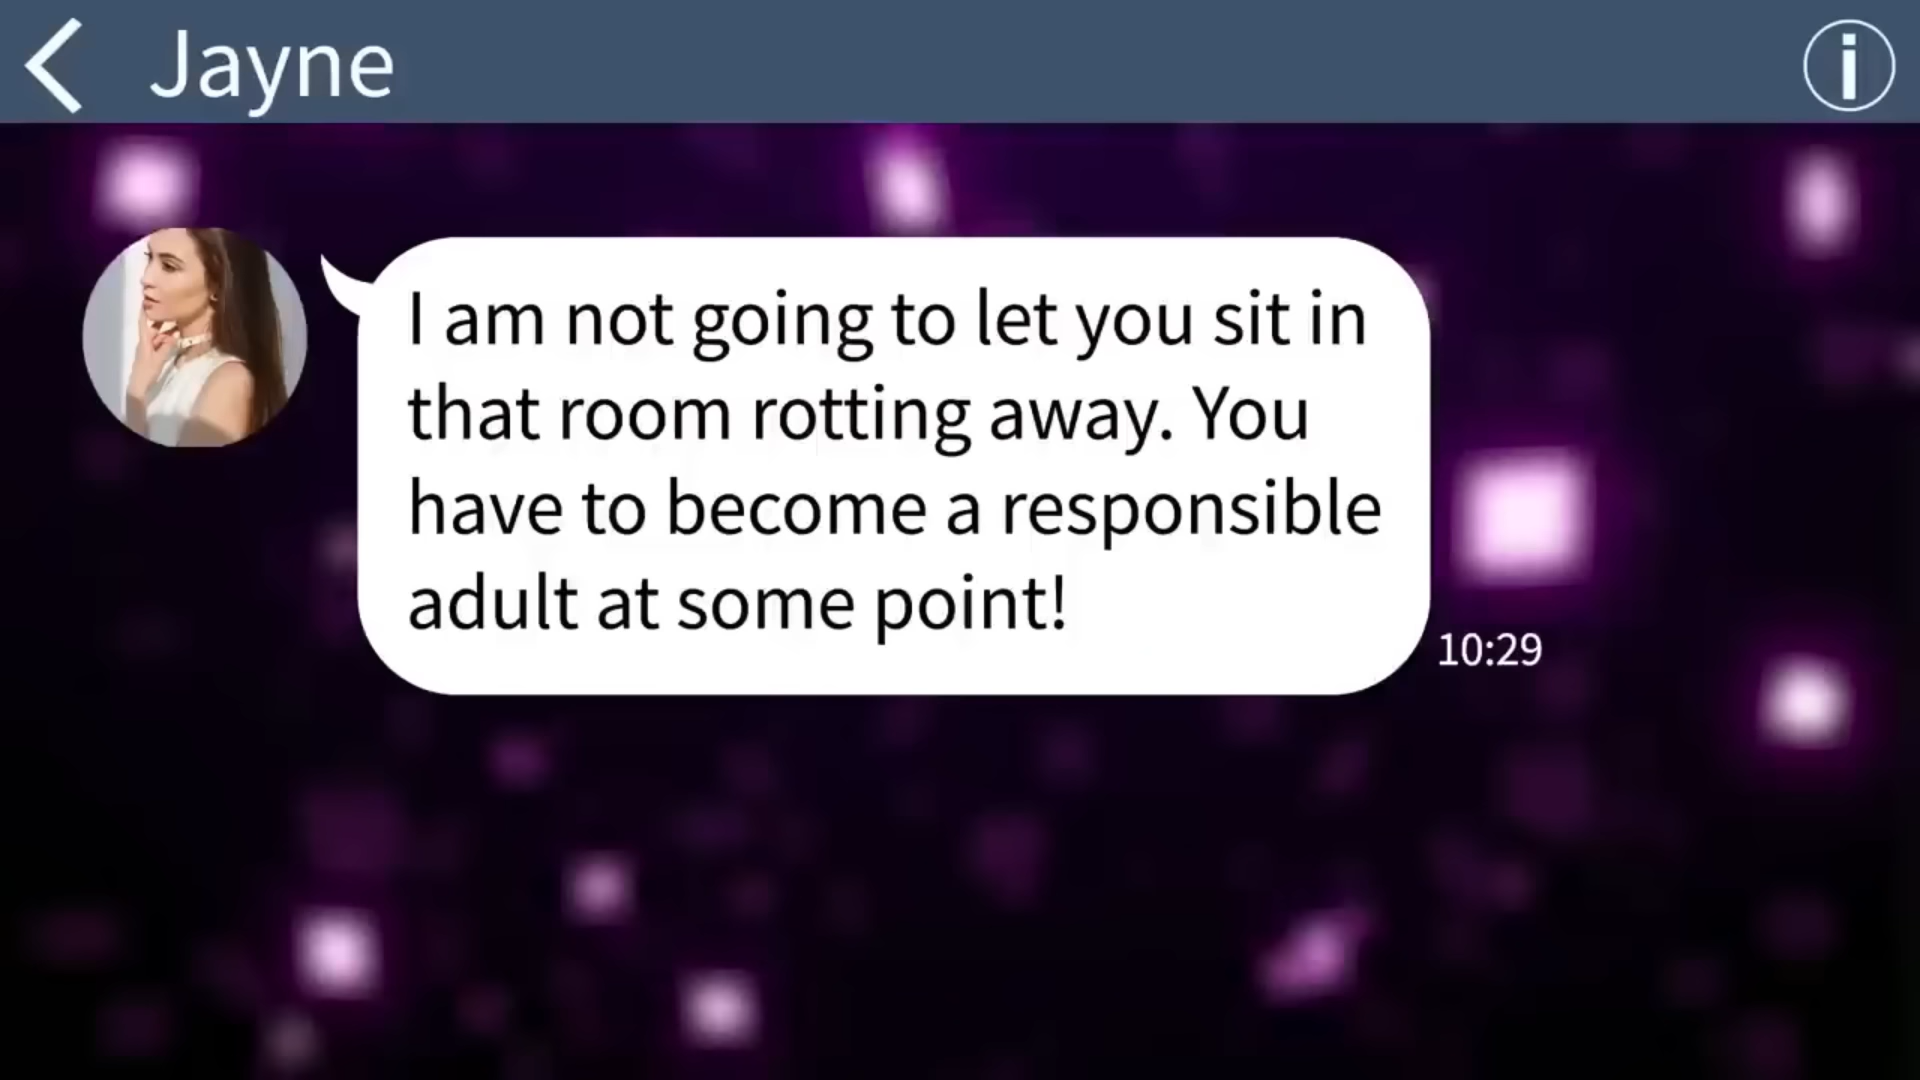 Jayne
I am not going to let you sit in
that room rotting away. You
have to become a responsible
adult at some point!
10:29